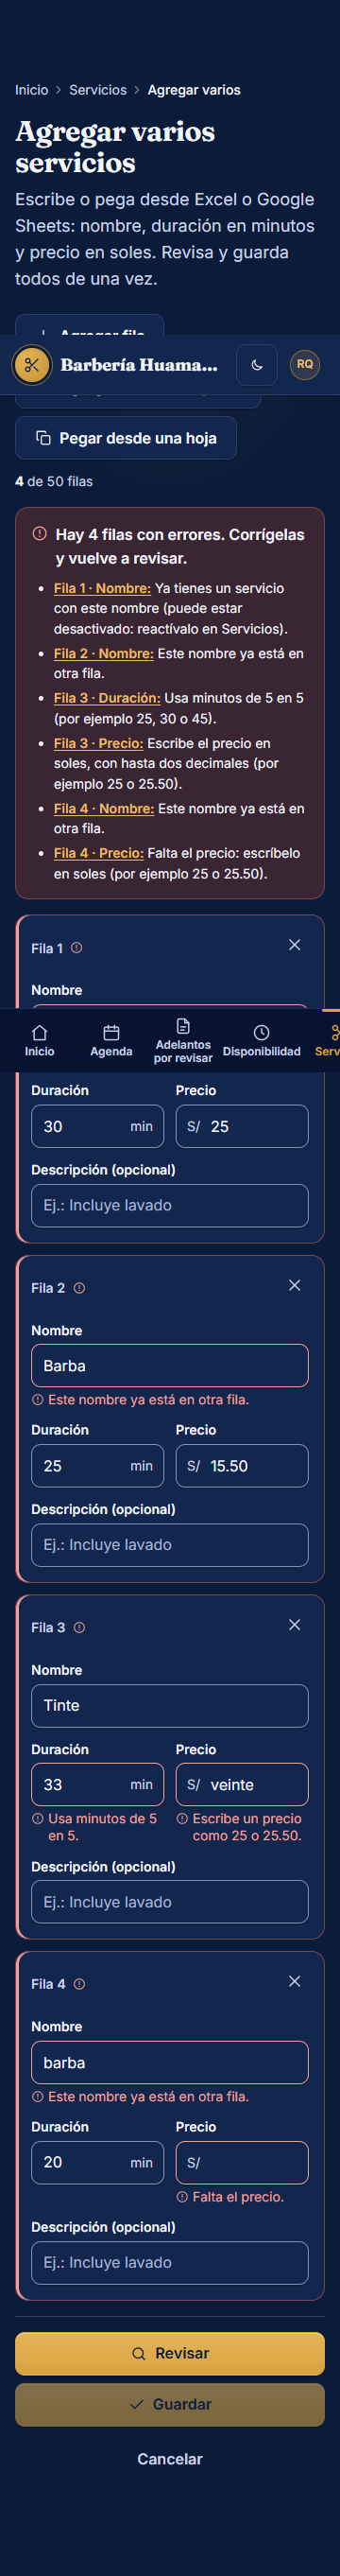 Inicio > Servicios > Agregar varios
Agregar varios
servicios
Escribe o pega desde Excel o Google
Sheets: nombre, duración en minutos
y precio en soles. Revisa y guarda
todos de una vez.
Agregar fila
Barbería Huama...
RQ
Pegar desde una hoja
4 de 50 filas
Hay 4 filas con errores. Corrígelas
y vuelve a revisar.
• Fila 1 · Nombre: Ya tienes un servicio
con este nombre (puede estar
desactivado: reactívalo en Servicios).
• Fila 2 · Nombre: Este nombre ya está en
otra fila.
• Fila 3 · Duración: Usa minutos de 5 en 5
(por ejemplo 25, 30 o 45).
• Fila 3 · Precio: Escribe el precio en
soles, con hasta dos decimales (por
ejemplo 25 o 25.50).
• Fila 4 · Nombre: Este nombre ya está en
otra fila.
• Fila 4 · Precio: Falta el precio: escríbelo
en soles (por ejemplo 25 o 25.50).
Fila 1
Nombre
Inicio
Agenda
Adelantos
por revisar
Disponibilidad
Serv
Duración Precio
30 min S/ 25
Descripción (opcional)
Ej.: Incluye lavado
Fila 2
Nombre
Barba
Este nombre ya está en otra fila.
Duración Precio
25 min S/ 15.50
Descripción (opcional)
Ej.: Incluye lavado
Fila 3
Nombre
Tinte
Duración Precio
33 min S/ veinte
Usa minutos de 5
en 5.
Escribe un precio
como 25 o 25.50.
Descripción (opcional)
Ej.: Incluye lavado
Fila 4
Nombre
barba
Este nombre ya está en otra fila.
Duración Precio
20 min S/
Falta el precio.
Descripción (opcional)
Ej.: Incluye lavado
Revisar
Guardar
Cancelar